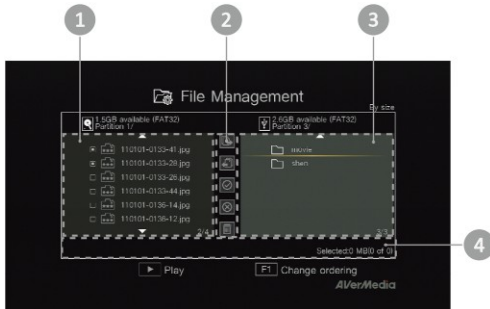 1
2
3
File Management
By size
1.5GB available (FAT32)
Partition 1/
2.6GB available (FAT32)
Partition 3/
110101-0133-41.jpg
110101-0133-29.jpg
110101-0133-26.jpg
110101-0133-44.jpg
110101-0136-14.jpg
110101-0136-12.jpg
2/4
movie
shen
3/3
4
Selected:0 MB(0 of 0)
Play
F1 Change ordering
AVerMedia